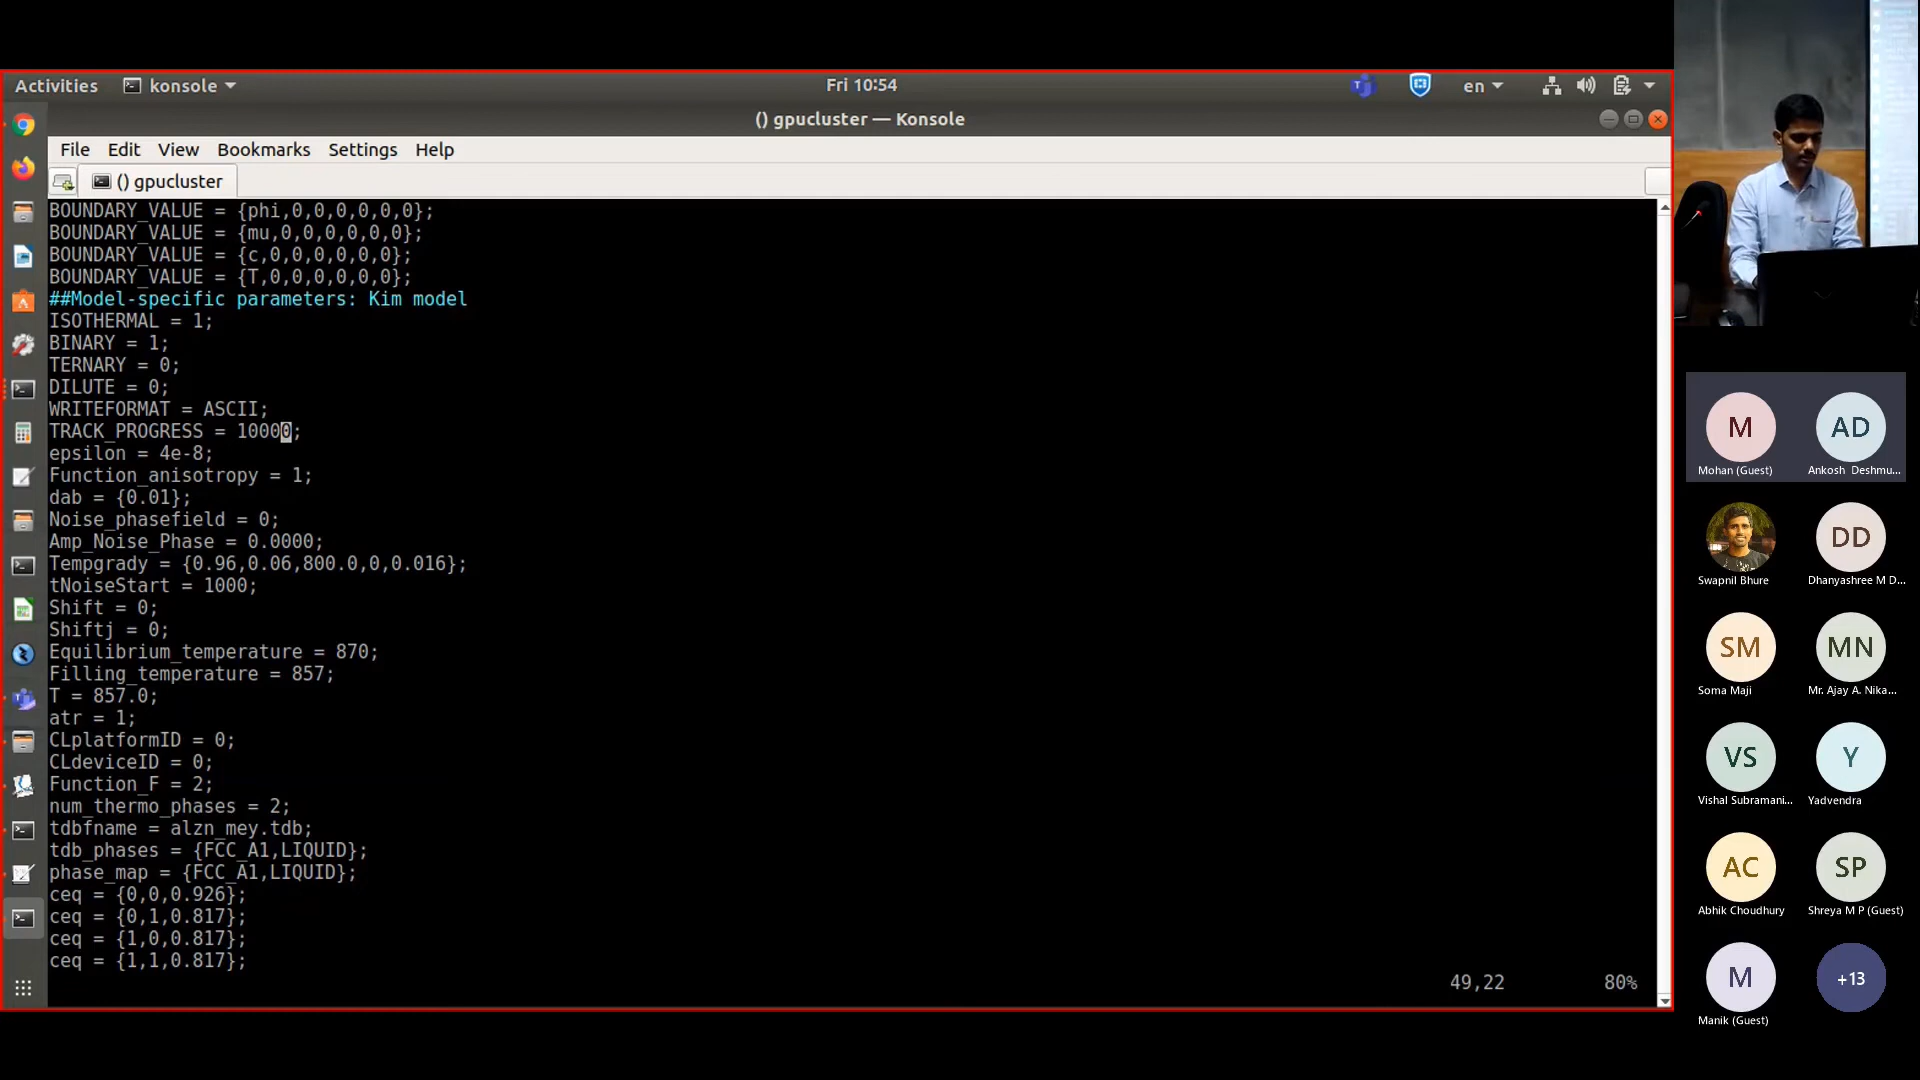 Activities
konsole
Fri 10:54
en
() gpucluster — Konsole
File Edit View Bookmarks Settings Help
() gpucluster
BOUNDARY_VALUE = {phi,0,0,0,0,0,0};
BOUNDARY_VALUE = {mu,0,0,0,0,0,0};
BOUNDARY_VALUE = {c,0,0,0,0,0,0};
BOUNDARY_VALUE = {T,0,0,0,0,0,0};
##Model-specific parameters: Kim model
ISOTHERMAL = 1;
BINARY = 1;
TERNARY = 0;
DILUTE = 0;
WRITEFORMAT = ASCII;
TRACK_PROGRESS = 10000;
epsilon = 4e-8;
Function_anisotropy = 1;
dab = {0.01};
Noise_phasefield = 0;
Amp_Noise_Phase = 0.0000;
Tempgrady = {0.96,0.06,800.0,0,0.016};
tNoiseStart = 1000;
Shift = 0;
Shiftj = 0;
Equilibrium_temperature = 870;
Filling_temperature = 857;
T = 857.0;
atr = 1;
CLplatformID = 0;
CLdeviceID = 0;
Function_F = 2;
num_thermo_phases = 2;
tdbfname = alzn_mey.tdb;
tdb_phases = {FCC_A1,LIQUID};
phase_map = {FCC_A1,LIQUID};
ceq = {0,0,0.926};
ceq = {0,1,0.817};
ceq = {1,0,0.817};
ceq = {1,1,0.817};
49,22 80%
M
Mohan (Guest)
AD
Ankosh Deshmu...
Swapnil Bhure
DD
Dhanyashree M D...
SM
Soma Maji
MN
Mr. Ajay A. Nika...
VS
Vishal Subramani...
Y
Yadvendra
AC
Abhik Choudhury
SP
Shreya M P (Guest)
M
Manik (Guest)
+13